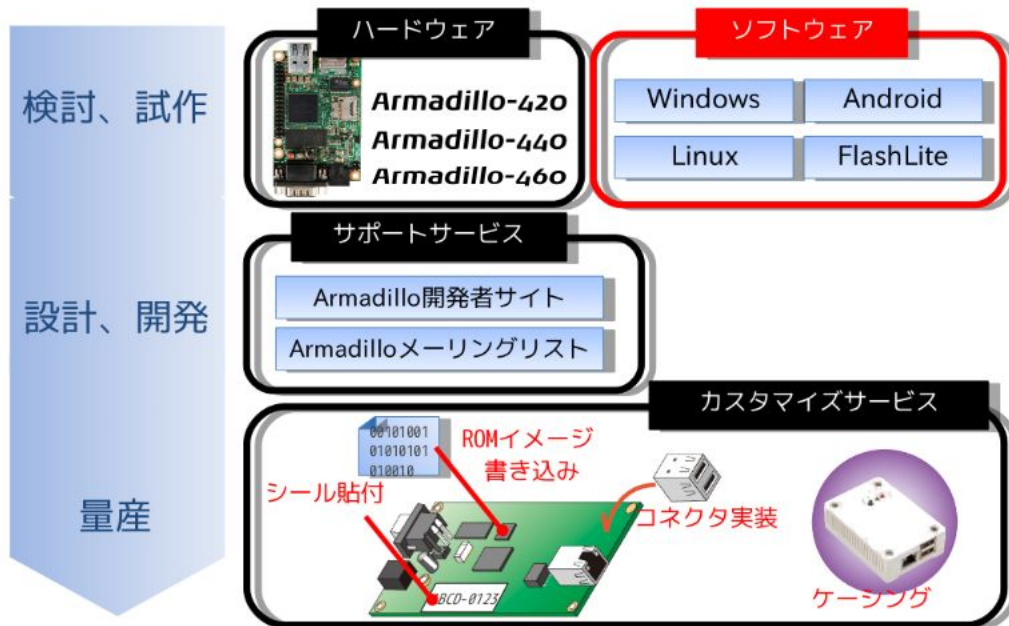 検討、試作
ハードウェア
Armadillo-420
Armadillo-440
Armadillo-460
ソフトウェア
Windows
Android
Linux
FlashLite
設計、開発
サポートサービス
Armadillo開発者サイト
Armadilloメーリングリスト
量産
カスタマイズサービス
00101001
01010101
010010
ROMイメージ
書き込み
シール貼付
コネクタ実装
ABCD-0123
ケーシング